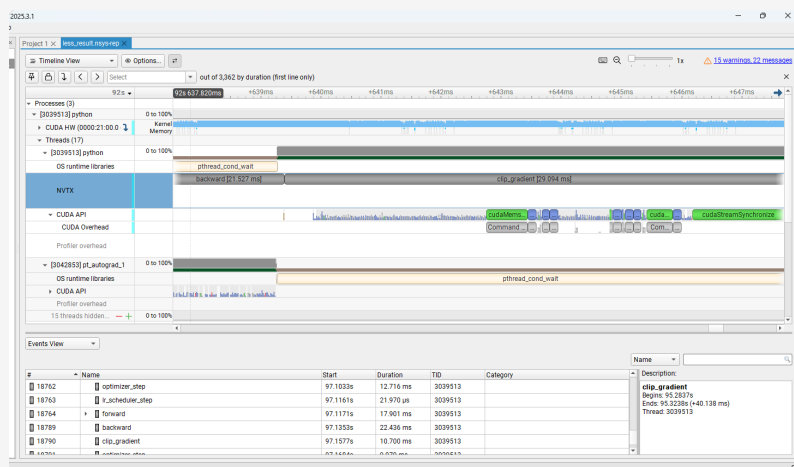 2025.3.1
Project 1
less_result.nsys-rep
Timeline View
Options...
1x
15 warnings, 22 messages
Select
out of 3,362 by duration (first line only)
92s
92s 637.820ms
+639ms
+640ms
+641ms
+642ms
+643ms
+644ms
+645ms
+646ms
+647ms
Processes (3)
[3039513] python
0 to 100%
CUDA HW (0000:21:00.0
Kernel
Memory
Threads (17)
[3039513] python
0 to 100%
OS runtime libraries
pthread_cond_wait
NVTX
backward [21.527 ms]
clip_gradient [29.094 ms]
CUDA API
cudaMems...
cuda...
cudaStreamSynchronize
CUDA Overhead
Command ...
Com...
Profiler overhead
[3042853] pt_autograd_1
0 to 100%
OS runtime libraries
pthread_cond_wait
CUDA API
Profiler overhead
15 threads hidden...
0 to 100%
Events View
Name
# Name Start Duration TID Category
18762 optimizer_step 97.1033s 12.716 ms 3039513
18763 lr_scheduler_step 97.1161s 21.970 μs 3039513
18764 forward 97.1171s 17.901 ms 3039513
18789 backward 97.1353s 22.436 ms 3039513
18790 clip_gradient 97.1577s 10.700 ms 3039513
Description:
clip_gradient
Begins: 95.2837s
Ends: 95.3238s (+40.138 ms)
Thread: 3039513